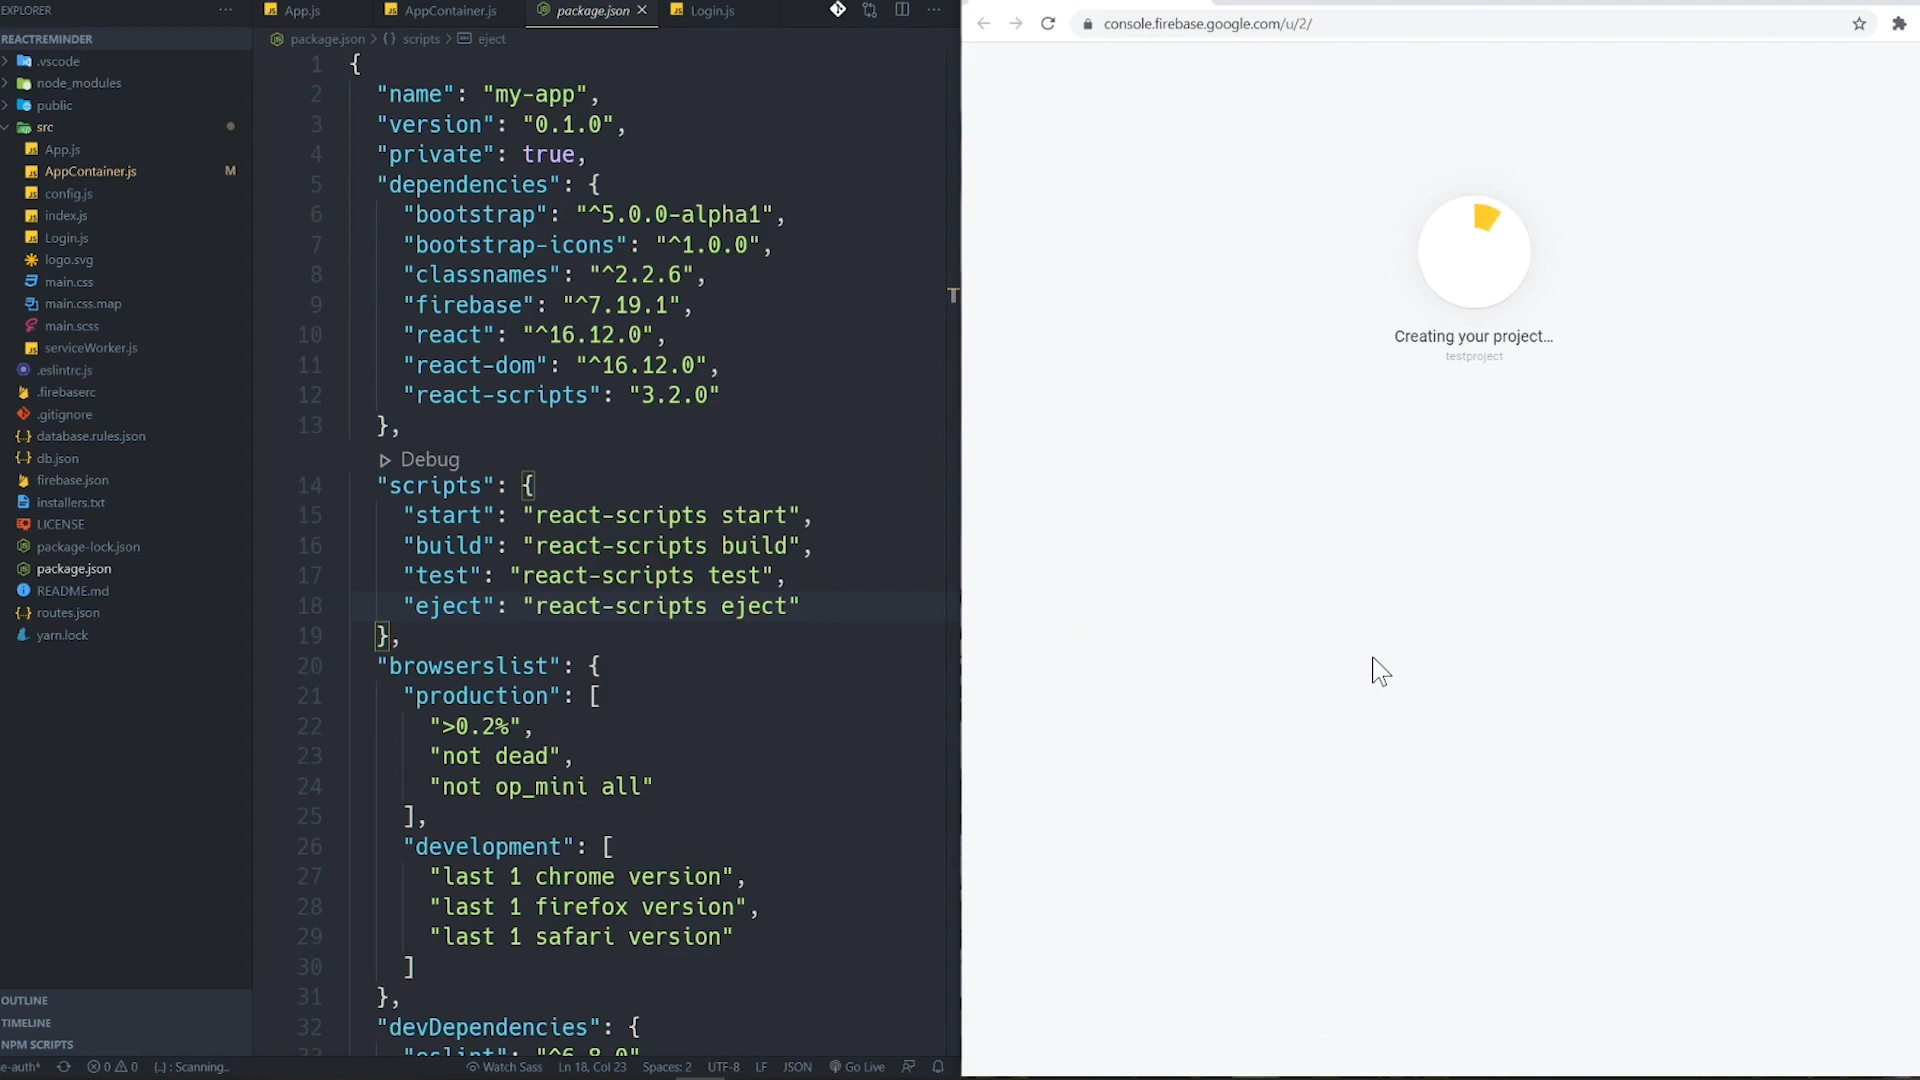 EXPLORER
REACTREMINDER
.vscode
node_modules
public
src
App.js
AppContainer.js M
config.js
index.js
Login.js
logo.svg
main.css
main.css.map
main.scss
serviceWorker.js
.eslintrc.js
.firebaserc
.gitignore
database.rules.json
db.json
firebase.json
installers.txt
LICENSE
package-lock.json
package.json
README.md
routes.json
yarn.lock
OUTLINE
TIMELINE
NPM SCRIPTS
App.js AppContainer.js package.json Login.js
package.json > {} scripts > eject
1 {
2 "name": "my-app",
3 "version": "0.1.0",
4 "private": true,
5 "dependencies": {
6 "bootstrap": "^5.0.0-alpha1",
7 "bootstrap-icons": "^1.0.0",
8 "classnames": "^2.2.6",
9 "firebase": "^7.19.1",
10 "react": "^16.12.0",
11 "react-dom": "^16.12.0",
12 "react-scripts": "3.2.0"
13 },
Debug
14 "scripts": {
15 "start": "react-scripts start",
16 "build": "react-scripts build",
17 "test": "react-scripts test",
18 "eject": "react-scripts eject"
19 },
20 "browserslist": {
21 "production": [
22 ">0.2%",
23 "not dead",
24 "not op_mini all"
25 ],
26 "development": [
27 "last 1 chrome version",
28 "last 1 firefox version",
29 "last 1 safari version"
30 ]
31 },
32 "devDependencies": {
33 "eslint": "^6.8.0"
e-auth* 0 0 {..} : Scanning.. Watch Sass Ln 18, Col 23 Spaces: 2 UTF-8 LF JSON Go Live
console.firebase.google.com/u/2/
Creating your project...
testproject